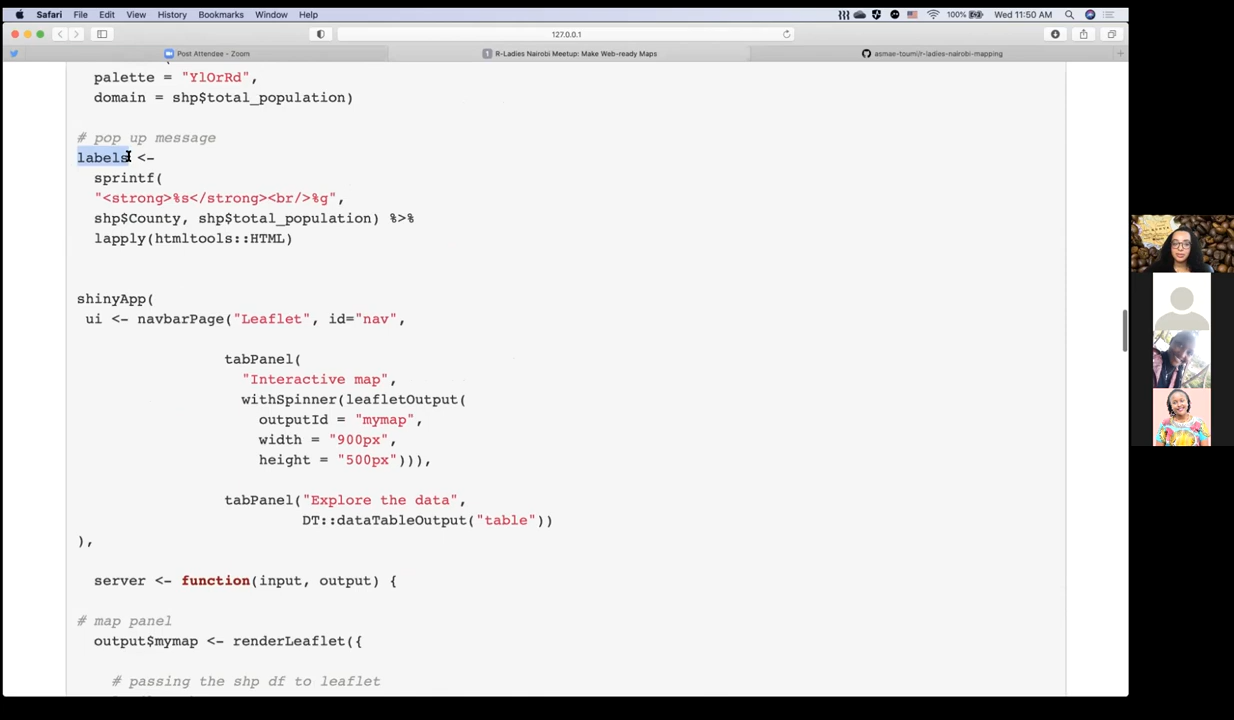 Safari File Edit View History Bookmarks Window Help 100% Wed 11:50 AM
127.0.0.1
Post Attendee - Zoom 1 R-Ladies Nairobi Meetup: Make Web-ready Maps asmae-toumi/r-ladies-nairobi-mapping
palette = "YlOrRd",
domain = shp$total_population)
# pop up message
labels <-
sprintf(
"<strong>%s</strong><br/>%g",
shp$County, shp$total_population) %>%
lapply(htmltools::HTML)
shinyApp(
ui <- navbarPage("Leaflet", id="nav",
tabPanel(
"Interactive map",
withSpinner(leafletOutput(
outputId = "mymap",
width = "900px",
height = "500px"))),
tabPanel("Explore the data",
DT::dataTableOutput("table"))
),
server <- function(input, output) {
# map panel
output$mymap <- renderLeaflet({
# passing the shp df to leaflet